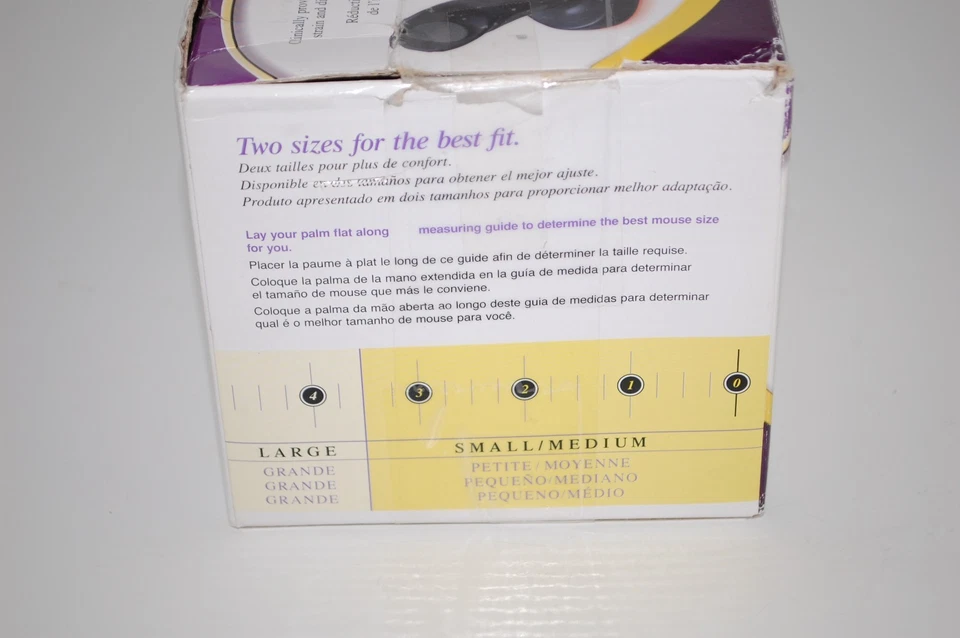 Clinically
strain and
Two sizes for the best fit.
Deux tailles pour plus de confort.
Disponible en dos tamaños para obtener el mejor ajuste.
Produto apresentado em dois tamanhos para proporcionar melhor adaptação.
Lay your palm flat along measuring guide to determine the best mouse size
for you.
Placer la paume à plat le long de ce guide afin de déterminer la taille requise.
Coloque la palma de la mano extendida en la guía de medida para determinar
el tamaño de mouse que más le conviene.
Coloque a palma da mão aberta ao longo deste guia de medidas para determinar
qual é o melhor tamanho de mouse para você.
4 3 2 1 0
LARGE SMALL/MEDIUM
GRANDE PETITE/MOYENNE
GRANDE PEQUEÑO/MEDIANO
GRANDE PEQUENO/MÉDIO